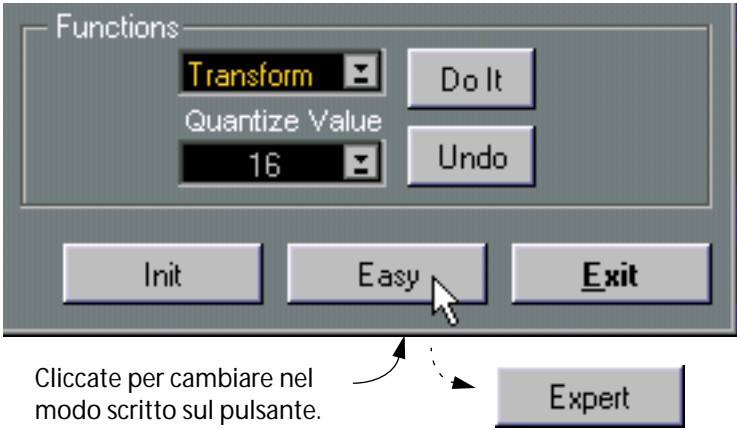 Functions
Transform
Do It
Quantize Value
16
Undo
Init
Easy
Exit
Cliccate per cambiare nel
modo scritto sul pulsante.
Expert